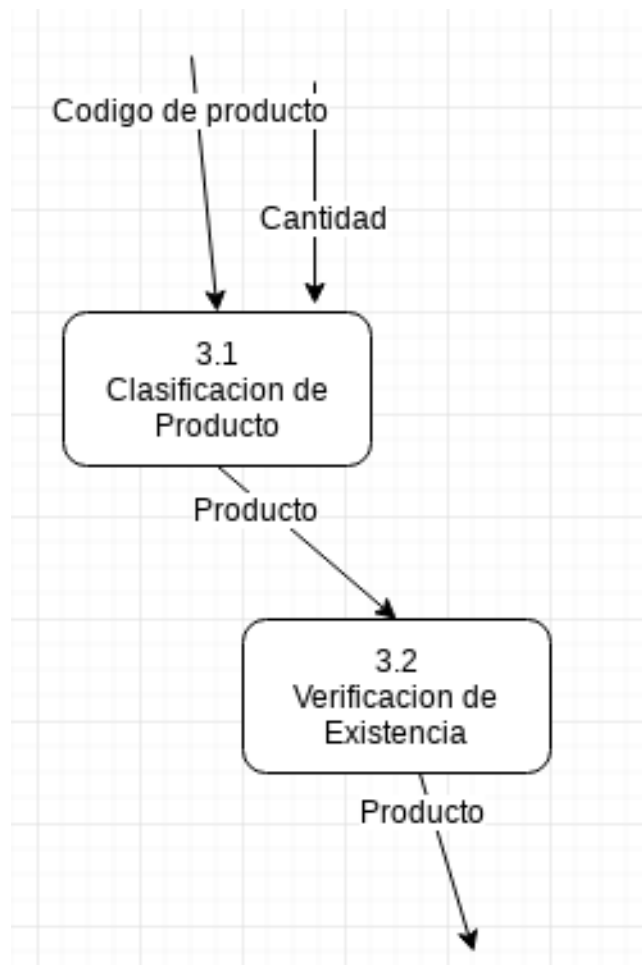 Codigo de producto
Cantidad
3.1
Clasificacion de
Producto
Producto
3.2
Verificacion de
Existencia
Producto